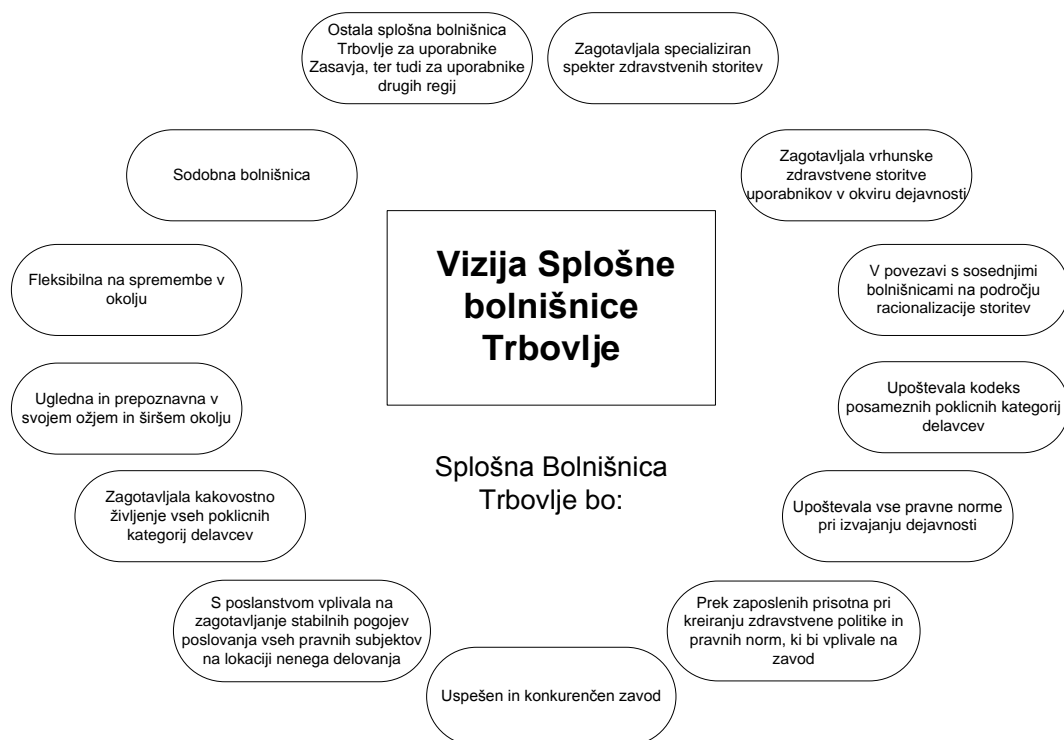 Ostala splošna bolnišnica
Trbovlje za uporabnike
Zasavja, ter tudi za uporabnike
drugih regij
Zagotavljala specializiran
spekter zdravstvenih storitev
Sodobna bolnišnica
Zagotavljala vrhunske
zdravstvene storitve
uporabnikov v okviru dejavnosti
Vizija Splošne
bolnišnice
Trbovlje
Fleksibilna na spremembe v
okolju
V povezavi s sosednjimi
bolnišnicami na področju
racionalizacije storitev
Ugledna in prepoznavna v
svojem ožjem in širšem okolju
Upoštevala kodeks
posameznih poklicnih kategorij
delavcev
Splošna Bolnišnica
Trbovlje bo:
Zagotavljala kakovostno
življenje vseh poklicnih
kategorij delavcev
Upoštevala vse pravne norme
pri izvajanju dejavnosti
S poslanstvom vplivala na
zagotavljanje stabilnih pogojev
poslovanja vseh pravnih subjektov
na lokaciji nenega delovanja
Prek zaposlenih prisotna pri
kreiranju zdravstvene politike in
pravnih norm, ki bi vplivale na
zavod
Uspešen in konkurenčen zavod